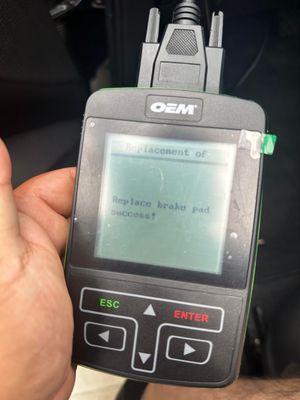 OEM
Replacement of
Replace brake pad
success!
ESC
ENTER